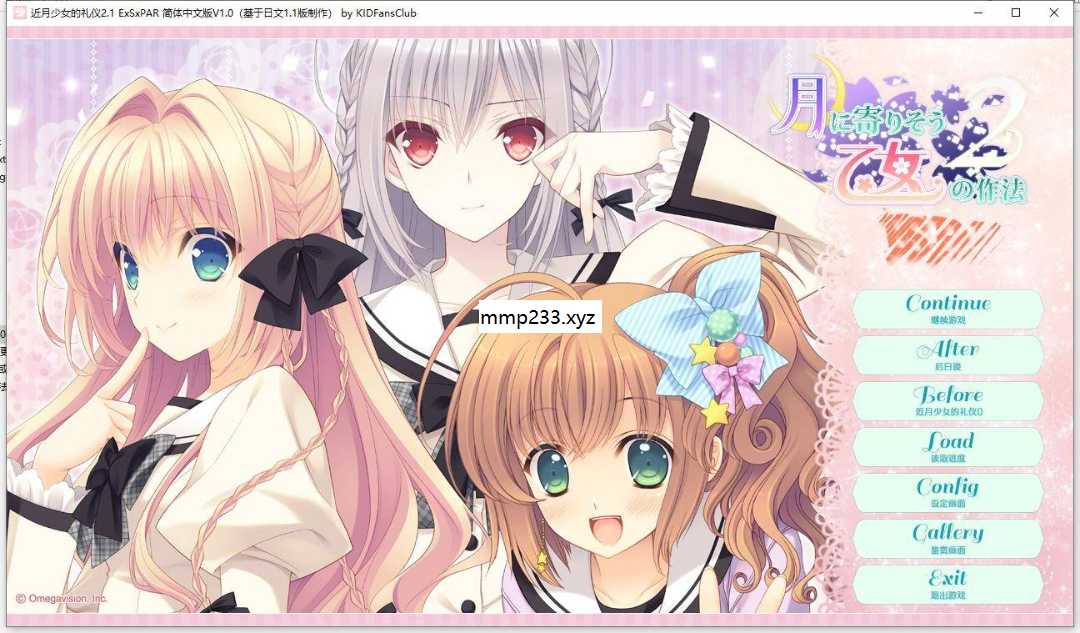 近月少女的礼仪2.1 ExSxPAR 简体中文版V1.0（基于日文1.1版制作） by KIDFansClub
月に寄りそう
乙女の作法
2
mmp233.xyz
Continue
继续游戏
After
后日谈
Before
近月少女的礼仪0
Load
读取进度
Config
设定画面
Gallery
鉴赏画面
Exit
退出游戏
© Omegavision, Inc.